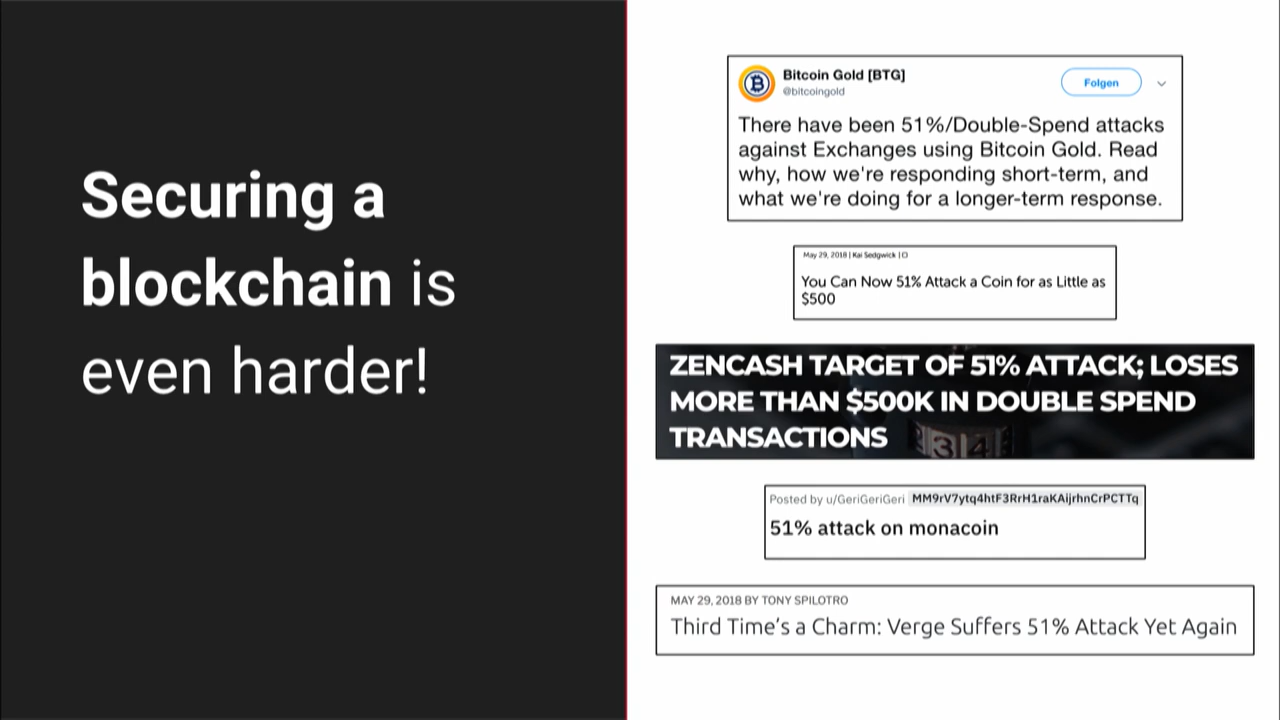 Securing a
blockchain is
even harder!
Bitcoin Gold [BTG]
@bitcoingold
Folgen
There have been 51%/Double-Spend attacks
against Exchanges using Bitcoin Gold. Read
why, how we're responding short-term, and
what we're doing for a longer-term response.
May 29, 2018 | Kai Sedgwick |
You Can Now 51% Attack a Coin for as Little as
$500
ZENCASH TARGET OF 51% ATTACK; LOSES
MORE THAN $500K IN DOUBLE SPEND
TRANSACTIONS
314
Posted by u/GeriGeriGeri MM9rV7ytq4htF3RrH1raKAijrhnCrPCTTq
51% attack on monacoin
MAY 29, 2018 BY TONY SPILOTRO
Third Time's a Charm: Verge Suffers 51% Attack Yet Again